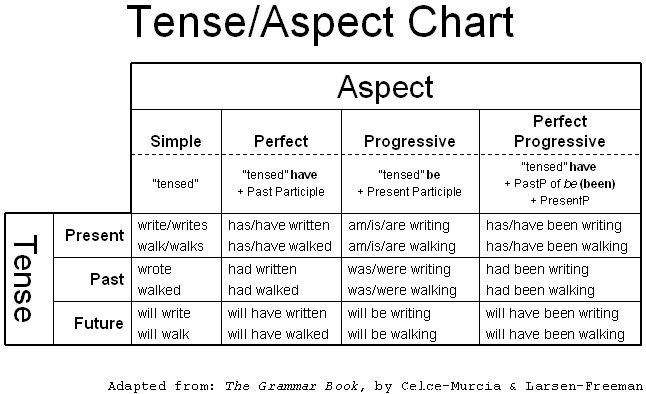 Tense/Aspect Chart
Aspect
Simple Perfect Progressive Perfect Progressive
"tensed" "tensed" have + Past Participle "tensed" be + Present Participle "tensed" have + PastP of be (been) + PresentP
Tense
Present
write/writes has/have written am/is/are writing has/have been writing
walk/walks has/have walked am/is/are walking has/have been walking
Past
wrote had written was/were writing had been writing
walked had walked was/were walking had been walking
Future
will write will have written will be writing will have been writing
will walk will have walked will be walking will have been walking
Adapted from: The Grammar Book, by Celce-Murcia & Larsen-Freeman